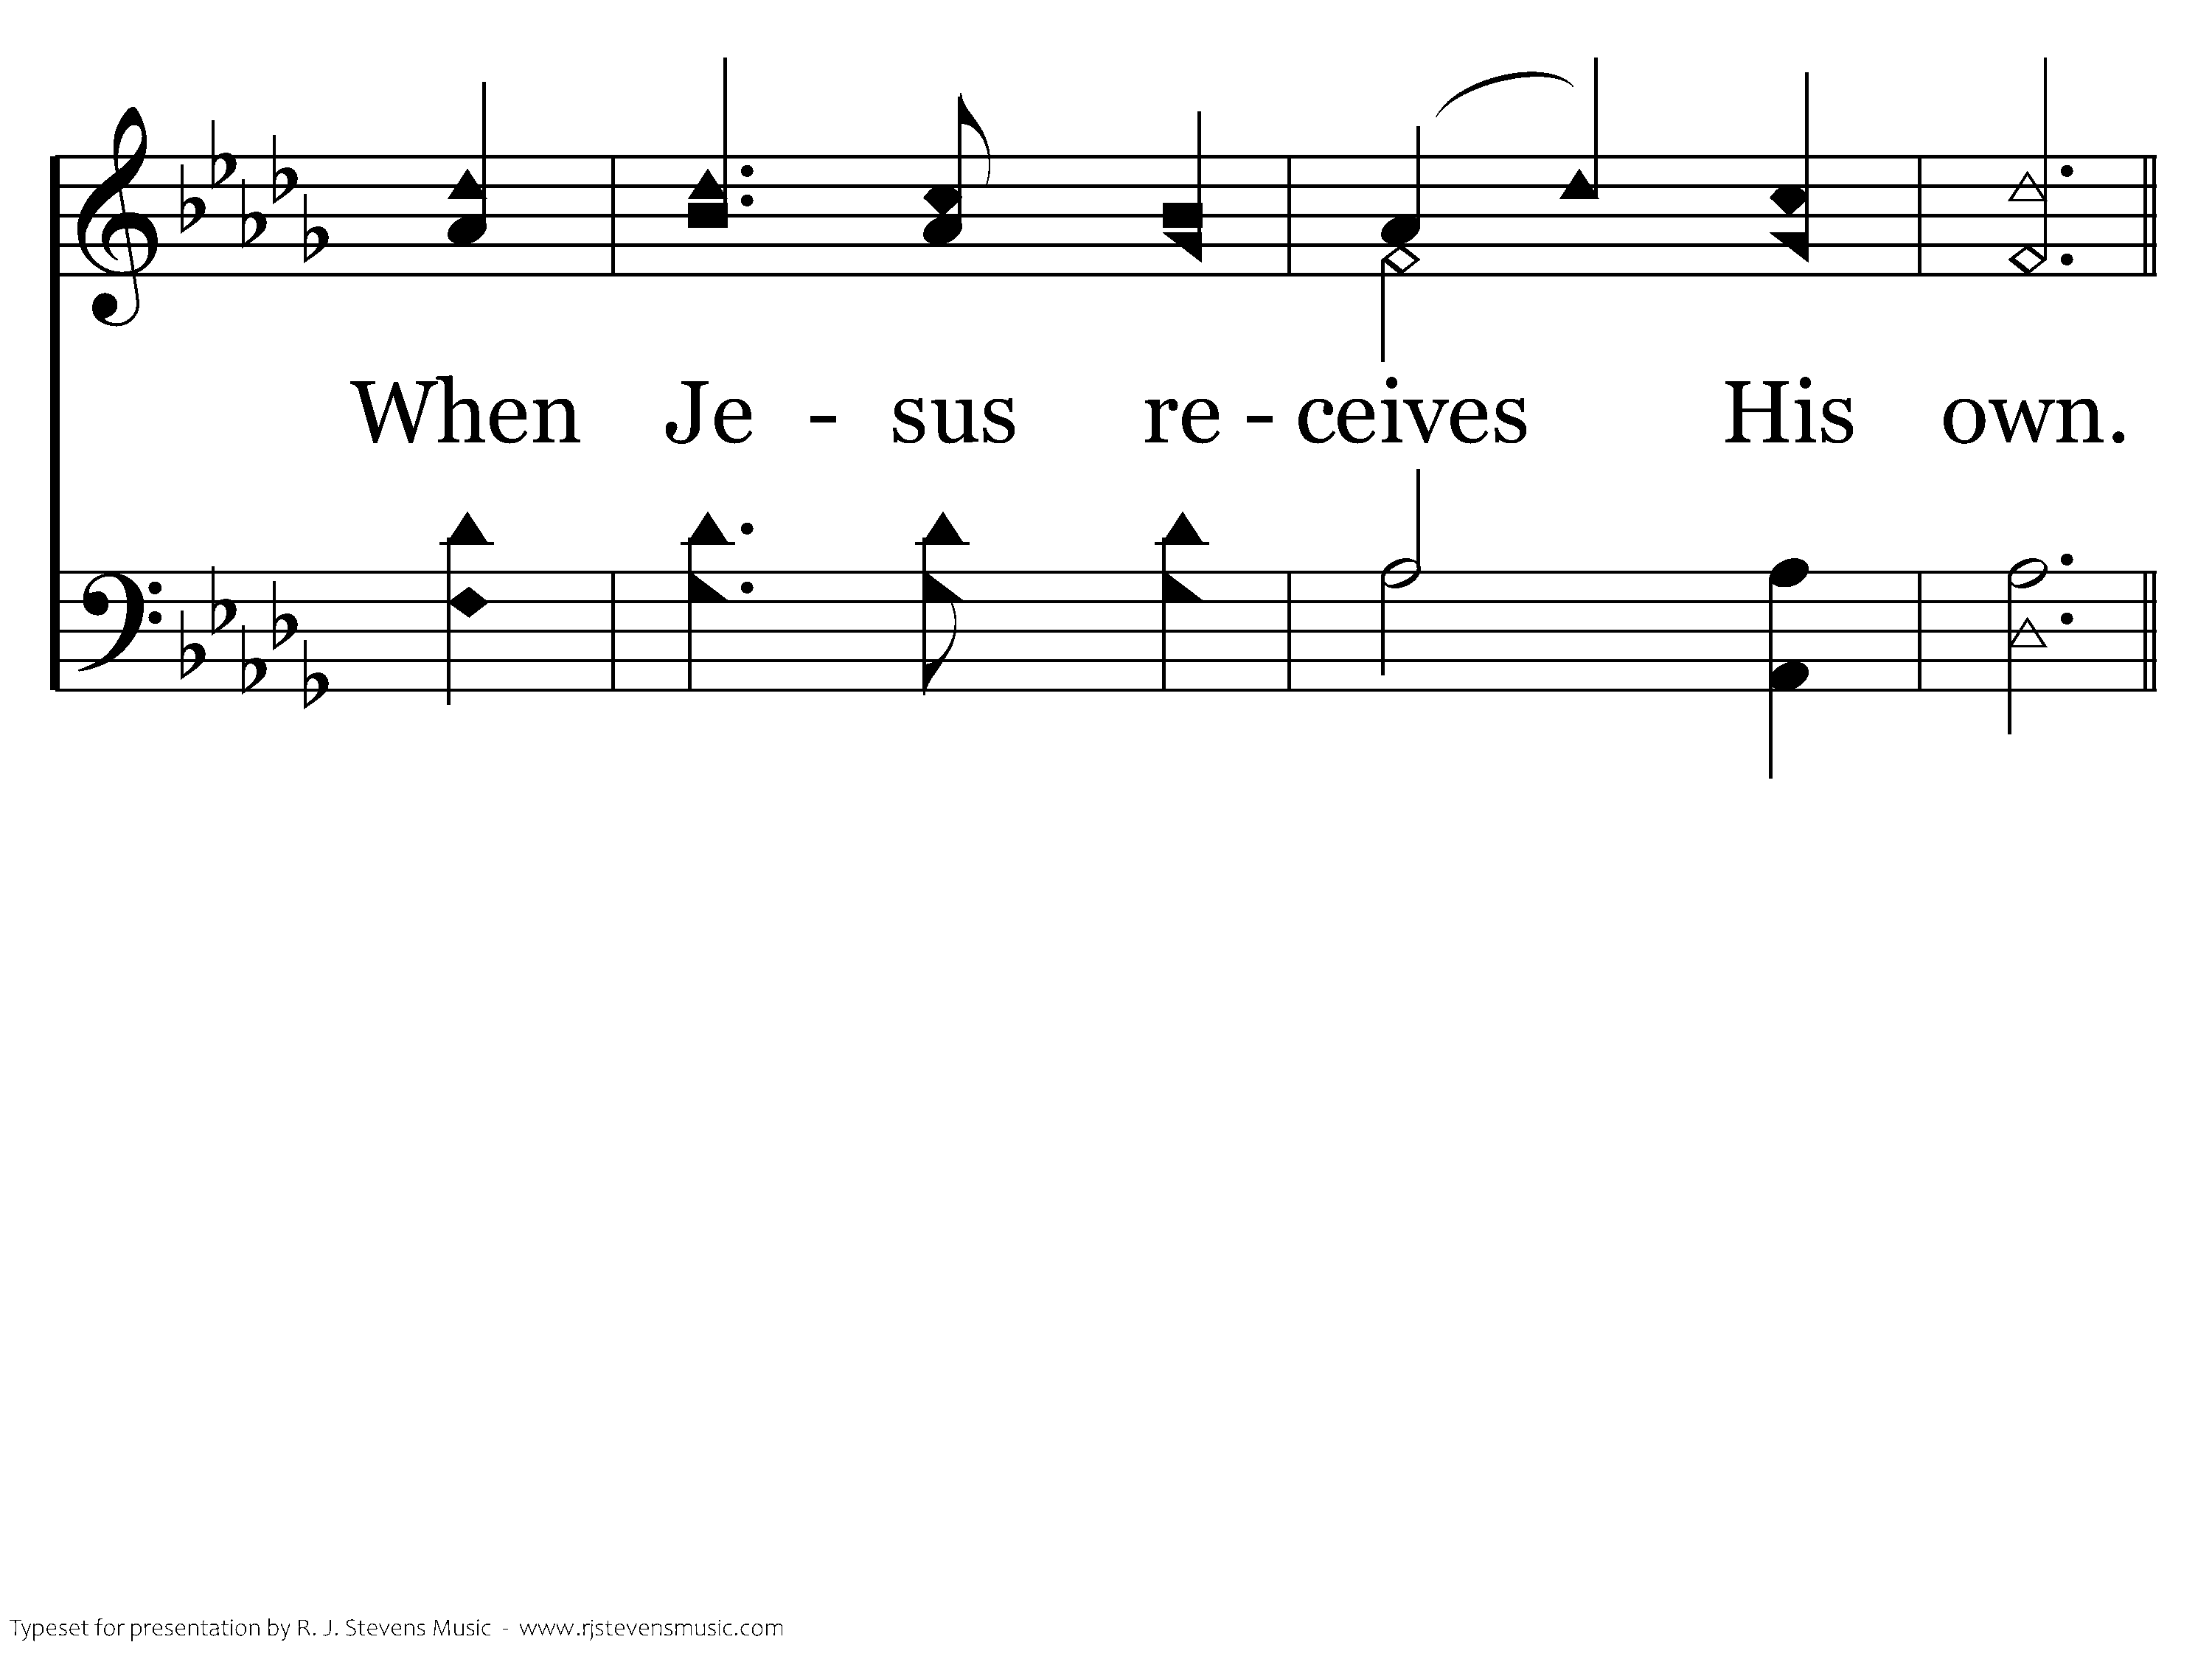 When Je - sus re - ceives His own.
Typeset for presentation by R. J. Stevens Music - www.rjstevensmusic.com